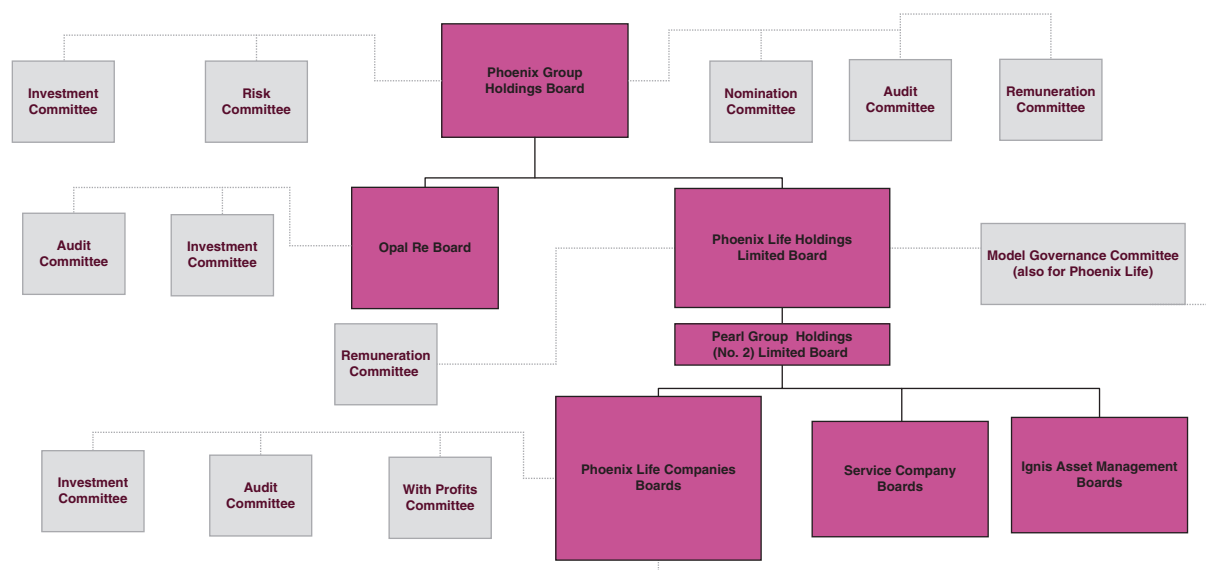 Phoenix Group
Holdings Board
Investment
Committee
Risk
Committee
Nomination
Committee
Audit
Committee
Remuneration
Committee
Audit
Committee
Investment
Committee
Opal Re Board
Phoenix Life Holdings
Limited Board
Model Governance Committee
(also for Phoenix Life)
Remuneration
Committee
Pearl Group Holdings
(No. 2) Limited Board
Investment
Committee
Audit
Committee
With Profits
Committee
Phoenix Life Companies
Boards
Service Company
Boards
Ignis Asset Management
Boards